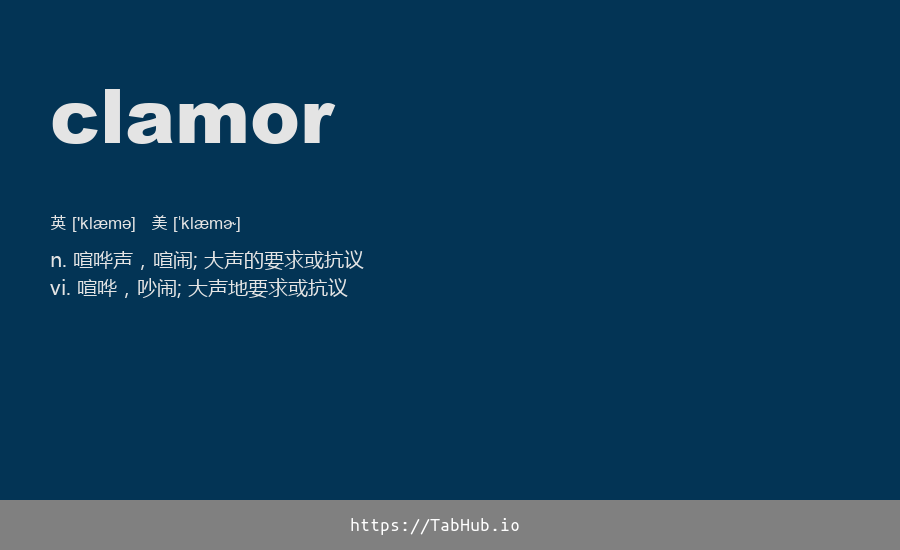 clamor
英 ['klæmə] 美 ['klæmɚ]
n. 喧哗声，喧闹; 大声的要求或抗议
vi. 喧哗，吵闹; 大声地要求或抗议
https://TabHub.io